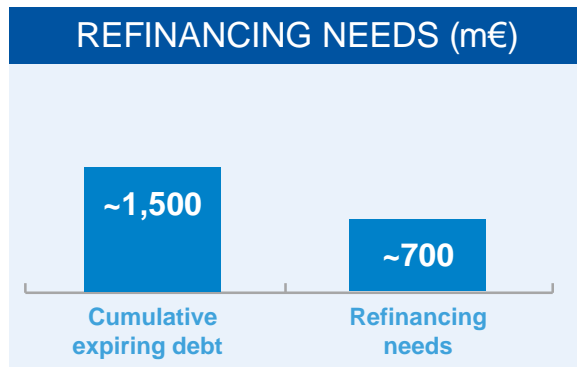 REFINANCING NEEDS (m€)
~1,500
~700
Cumulative
expiring debt
Refinancing
needs